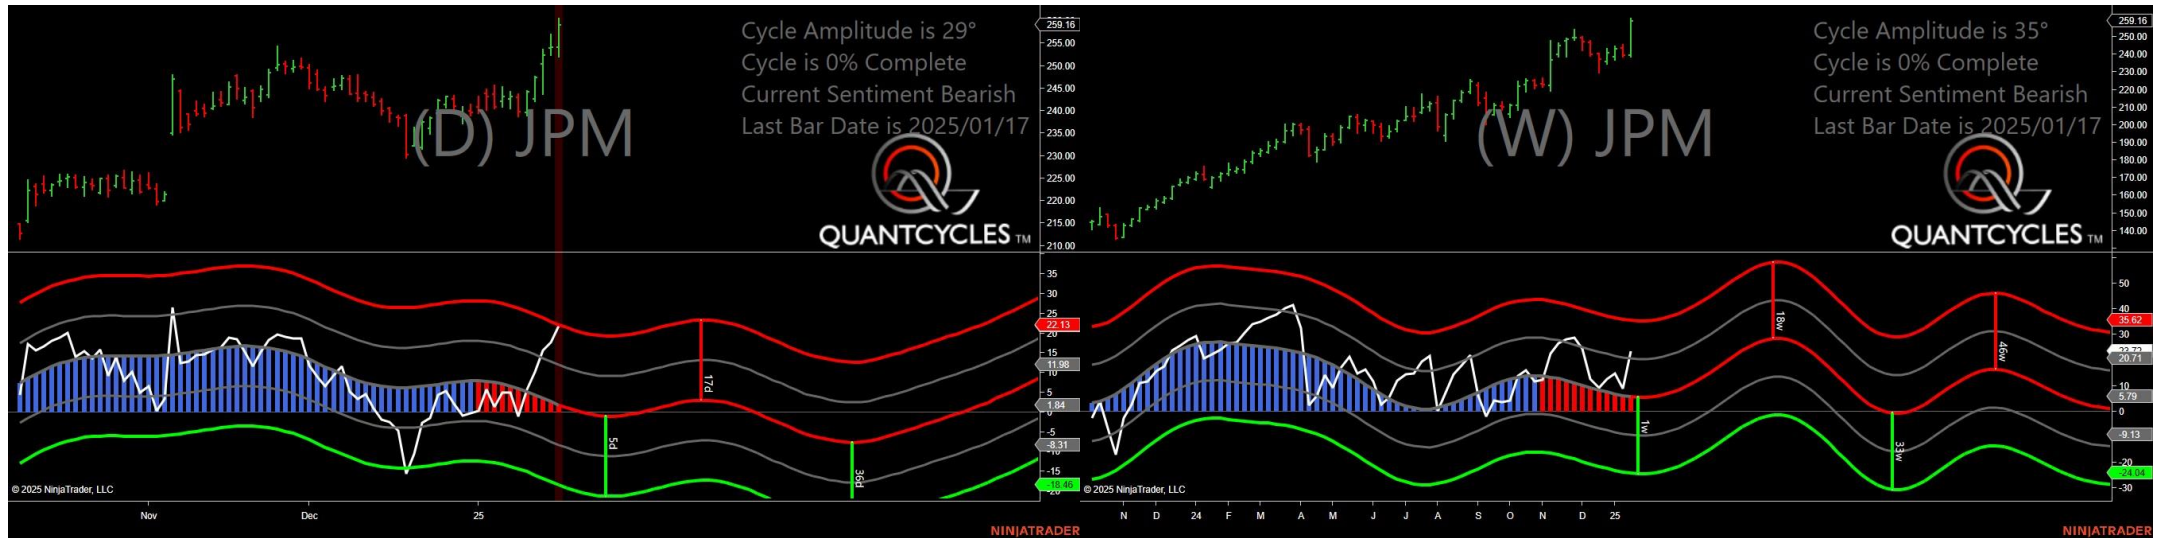 Cycle Amplitude is 29°
Cycle is 0% Complete
Current Sentiment Bearish
Last Bar Date is 2025/01/17
(D) JPM
QUANTCYCLES TM
259.16
255.00
250.00
245.00
240.00
235.00
230.00
225.00
220.00
215.00
210.00
35
30
25
22.13
20
15
11.98
10
5
1.84
0
-5
-8.31
-10
-15
-18.46
-20
17d
5d
36d
© 2025 NinjaTrader, LLC
Nov
Dec
25
NINJATRADER
Cycle Amplitude is 35°
Cycle is 0% Complete
Current Sentiment Bearish
Last Bar Date is 2025/01/17
(W) JPM
QUANTCYCLES TM
259.16
250.00
240.00
230.00
220.00
210.00
200.00
190.00
180.00
170.00
160.00
150.00
140.00
50
40
35.62
30
20.71
10
5.79
0
-9.13
-20
-24.04
-30
18w
46w
1w
33w
© 2025 NinjaTrader, LLC
N
D
24
F
M
A
M
J
J
A
S
O
N
D
25
NINJATRADER